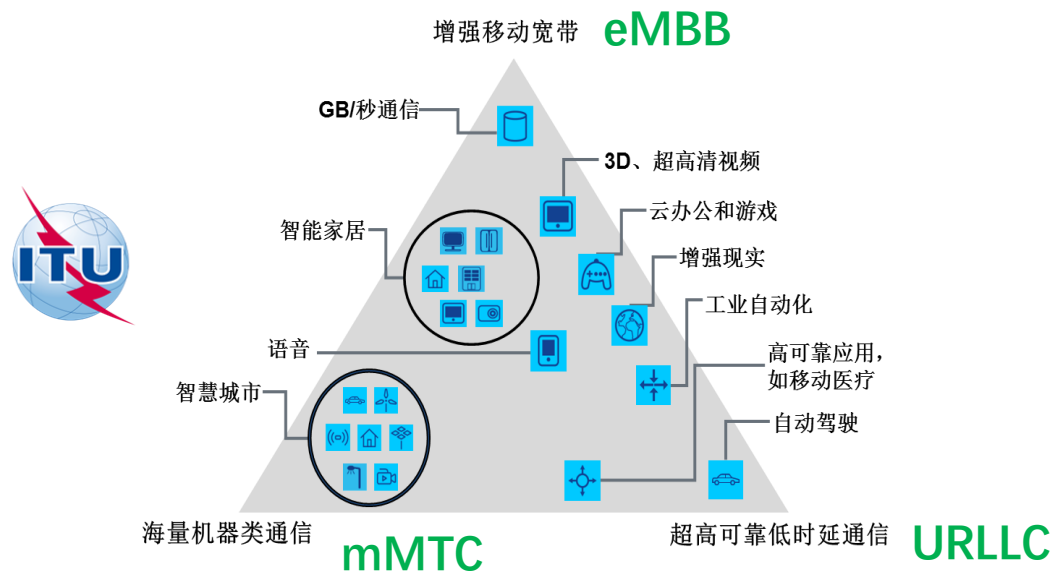 增强移动宽带 eMBB
GB/秒通信
3D、超高清视频
云办公和游戏
智能家居
增强现实
ITU
工业自动化
语音
高可靠应用，
如移动医疗
智慧城市
自动驾驶
海量机器类通信 mMTC
超高可靠低时延通信 URLLC